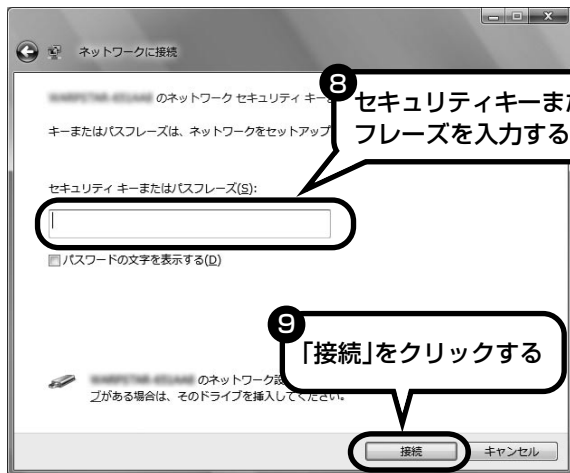 ネットワークに接続
のネットワーク セキュリティ キー
8
セキュリティキーまた
フレーズを入力する
キーまたはパスフレーズは、ネットワークをセットアップ
セキュリティ キーまたはパスフレーズ(S):
パスワードの文字を表示する(D)
9
「接続」をクリックする
のネットワーク設
ブがある場合は、そのドライブを挿入してください。
接続
キャンセル